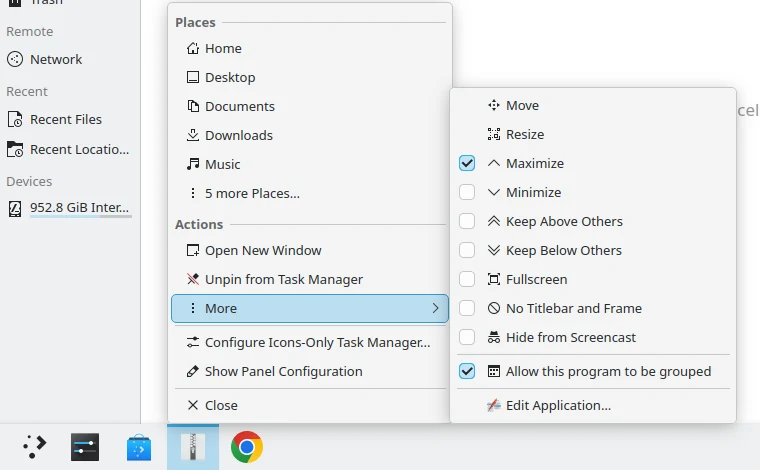 Trash
Remote
Network
Recent
Recent Files
Recent Locatio...
Devices
952.8 GiB Inter...
Places
Home
Desktop
Documents
Downloads
Music
5 more Places...
Actions
Open New Window
Unpin from Task Manager
More
Configure Icons-Only Task Manager...
Show Panel Configuration
Close
Move
Resize
Maximize
Minimize
Keep Above Others
Keep Below Others
Fullscreen
No Titlebar and Frame
Hide from Screencast
Allow this program to be grouped
Edit Application...
cel